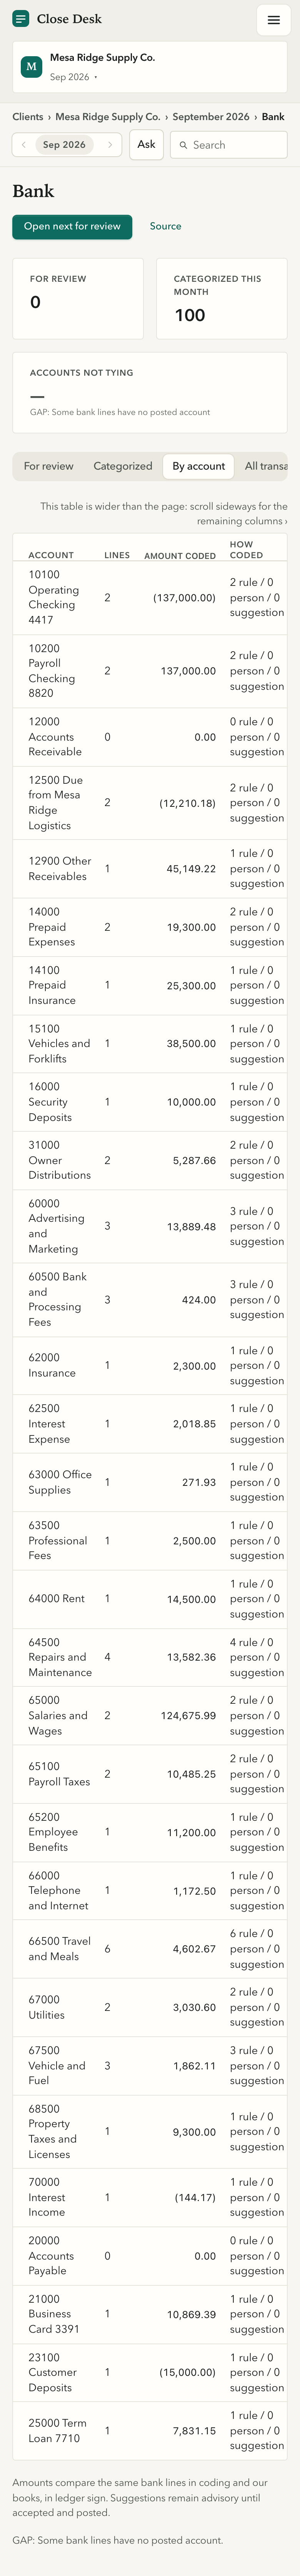 Close Desk
M
Mesa Ridge Supply Co.
Sep 2026
Clients › Mesa Ridge Supply Co. › September 2026 › Bank
‹ Sep 2026 ›
Ask
Search
Bank
Open next for review
Source
FOR REVIEW
0
CATEGORIZED THIS
MONTH
100
ACCOUNTS NOT TYING
—
GAP: Some bank lines have no posted account
For review
Categorized
By account
All transa
This table is wider than the page: scroll sideways for the
remaining columns ›
ACCOUNT LINES AMOUNT CODED HOW
CODED
10100
Operating
Checking
4417
2
(137,000.00)
2 rule / 0
person / 0
suggestion
10200
Payroll
Checking
8820
2
137,000.00
2 rule / 0
person / 0
suggestion
12000
Accounts
Receivable
0
0.00
0 rule / 0
person / 0
suggestion
12500 Due
from Mesa
Ridge
Logistics
2
(12,210.18)
2 rule / 0
person / 0
suggestion
12900 Other
Receivables
1
45,149.22
1 rule / 0
person / 0
suggestion
14000
Prepaid
Expenses
2
19,300.00
2 rule / 0
person / 0
suggestion
14100
Prepaid
Insurance
1
25,300.00
1 rule / 0
person / 0
suggestion
15100
Vehicles and
Forklifts
1
38,500.00
1 rule / 0
person / 0
suggestion
16000
Security
Deposits
1
10,000.00
1 rule / 0
person / 0
suggestion
31000
Owner
Distributions
2
5,287.66
2 rule / 0
person / 0
suggestion
60000
Advertising
and
Marketing
3
13,889.48
3 rule / 0
person / 0
suggestion
60500 Bank
and
Processing
Fees
3
424.00
3 rule / 0
person / 0
suggestion
62000
Insurance
1
2,300.00
1 rule / 0
person / 0
suggestion
62500
Interest
Expense
1
2,018.85
1 rule / 0
person / 0
suggestion
63000 Office
Supplies
1
271.93
1 rule / 0
person / 0
suggestion
63500
Professional
Fees
1
2,500.00
1 rule / 0
person / 0
suggestion
64000 Rent
1
14,500.00
1 rule / 0
person / 0
suggestion
64500
Repairs and
Maintenance
4
13,582.36
4 rule / 0
person / 0
suggestion
65000
Salaries and
Wages
2
124,675.99
2 rule / 0
person / 0
suggestion
65100
Payroll Taxes
2
10,485.25
2 rule / 0
person / 0
suggestion
65200
Employee
Benefits
1
11,200.00
1 rule / 0
person / 0
suggestion
66000
Telephone
and Internet
1
1,172.50
1 rule / 0
person / 0
suggestion
66500 Travel
and Meals
6
4,602.67
6 rule / 0
person / 0
suggestion
67000
Utilities
2
3,030.60
2 rule / 0
person / 0
suggestion
67500
Vehicle and
Fuel
3
1,862.11
3 rule / 0
person / 0
suggestion
68500
Property
Taxes and
Licenses
1
9,300.00
1 rule / 0
person / 0
suggestion
70000
Interest
Income
1
(144.17)
1 rule / 0
person / 0
suggestion
20000
Accounts
Payable
0
0.00
0 rule / 0
person / 0
suggestion
21000
Business
Card 3391
1
10,869.39
1 rule / 0
person / 0
suggestion
23100
Customer
Deposits
1
(15,000.00)
1 rule / 0
person / 0
suggestion
25000 Term
Loan 7710
1
7,831.15
1 rule / 0
person / 0
suggestion
Amounts compare the same bank lines in coding and our
books, in ledger sign. Suggestions remain advisory until
accepted and posted.
GAP: Some bank lines have no posted account.